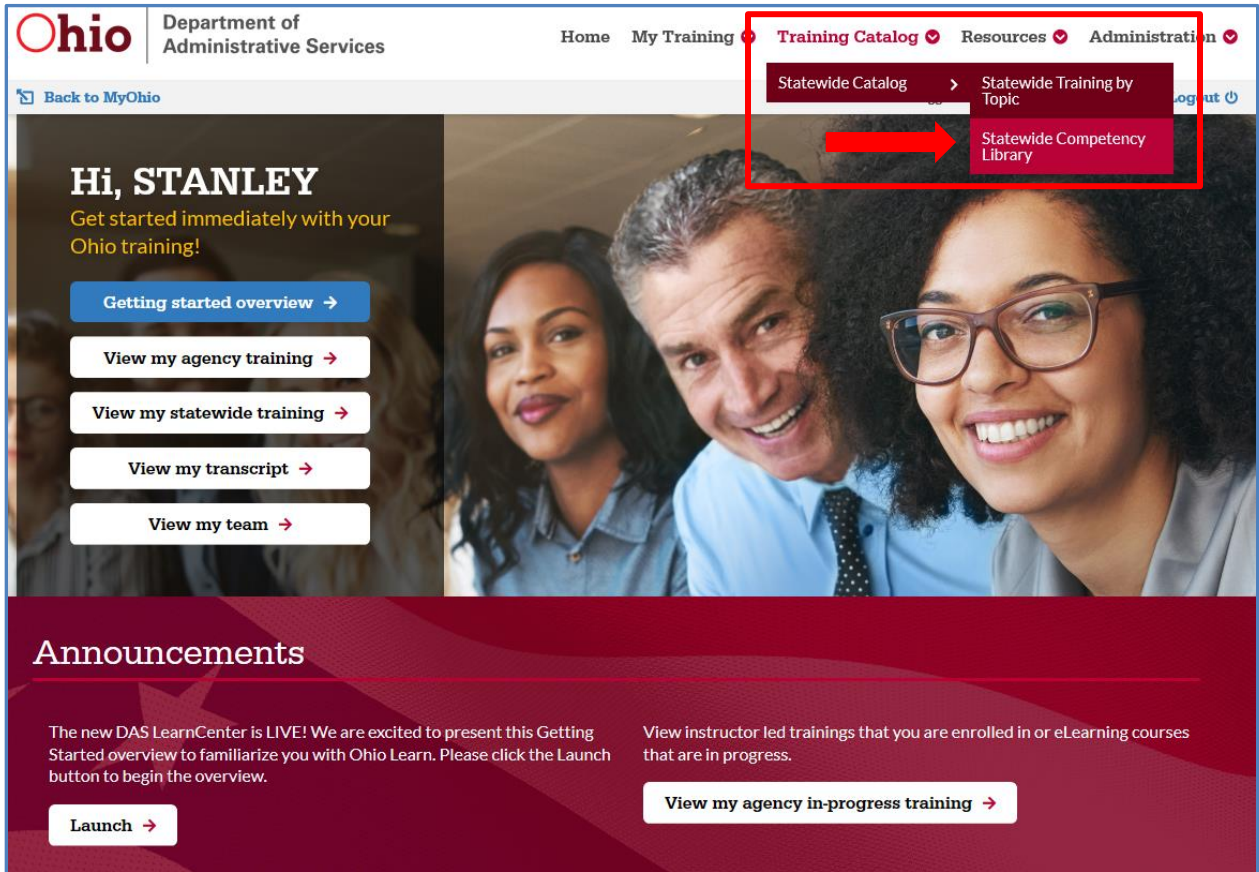 Ohio
Department of
Administrative Services
Home My Training Training Catalog Resources Administration
Statewide Catalog
Statewide Training by
Topic
Statewide Competency
Library
Back to MyOhio
Logout
Hi, STANLEY
Get started immediately with your
Ohio training!
Getting started overview →
View my agency training →
View my statewide training →
View my transcript →
View my team →
Announcements
The new DAS LearnCenter is LIVE! We are excited to present this Getting
Started overview to familiarize you with Ohio Learn. Please click the Launch
button to begin the overview.
Launch →
View instructor led trainings that you are enrolled in or eLearning courses
that are in progress.
View my agency in-progress training →